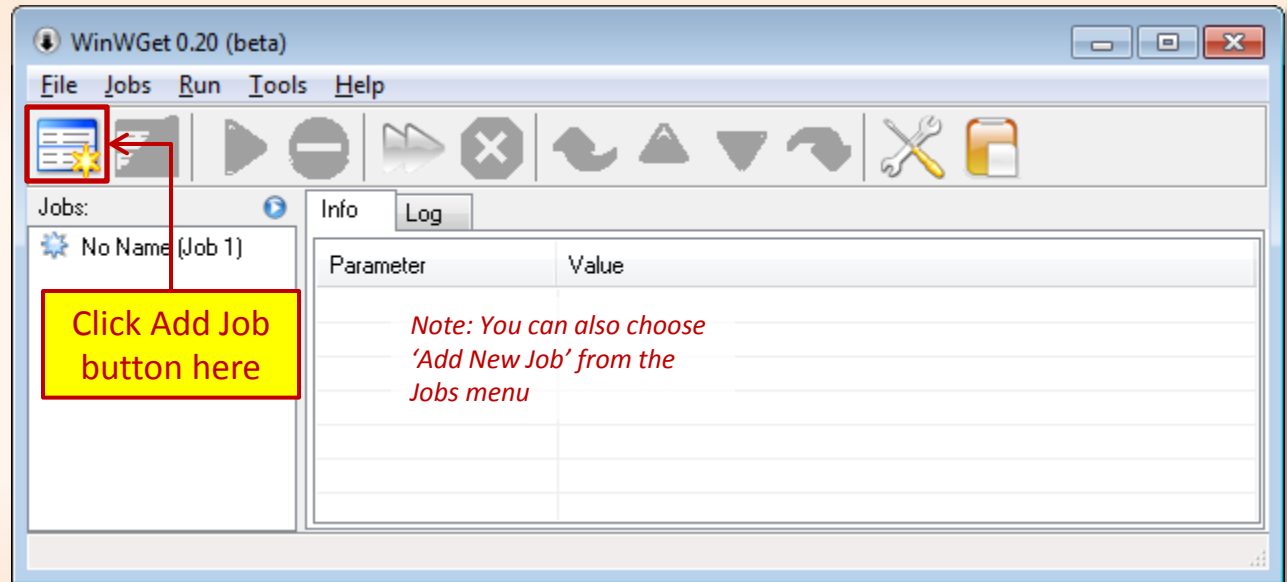 WinWGet 0.20 (beta)
File Jobs Run Tools Help
Jobs:
Info Log
No Name (Job 1)
Parameter Value
Click Add Job
button here
Note: You can also choose
‘Add New Job’ from the
Jobs menu